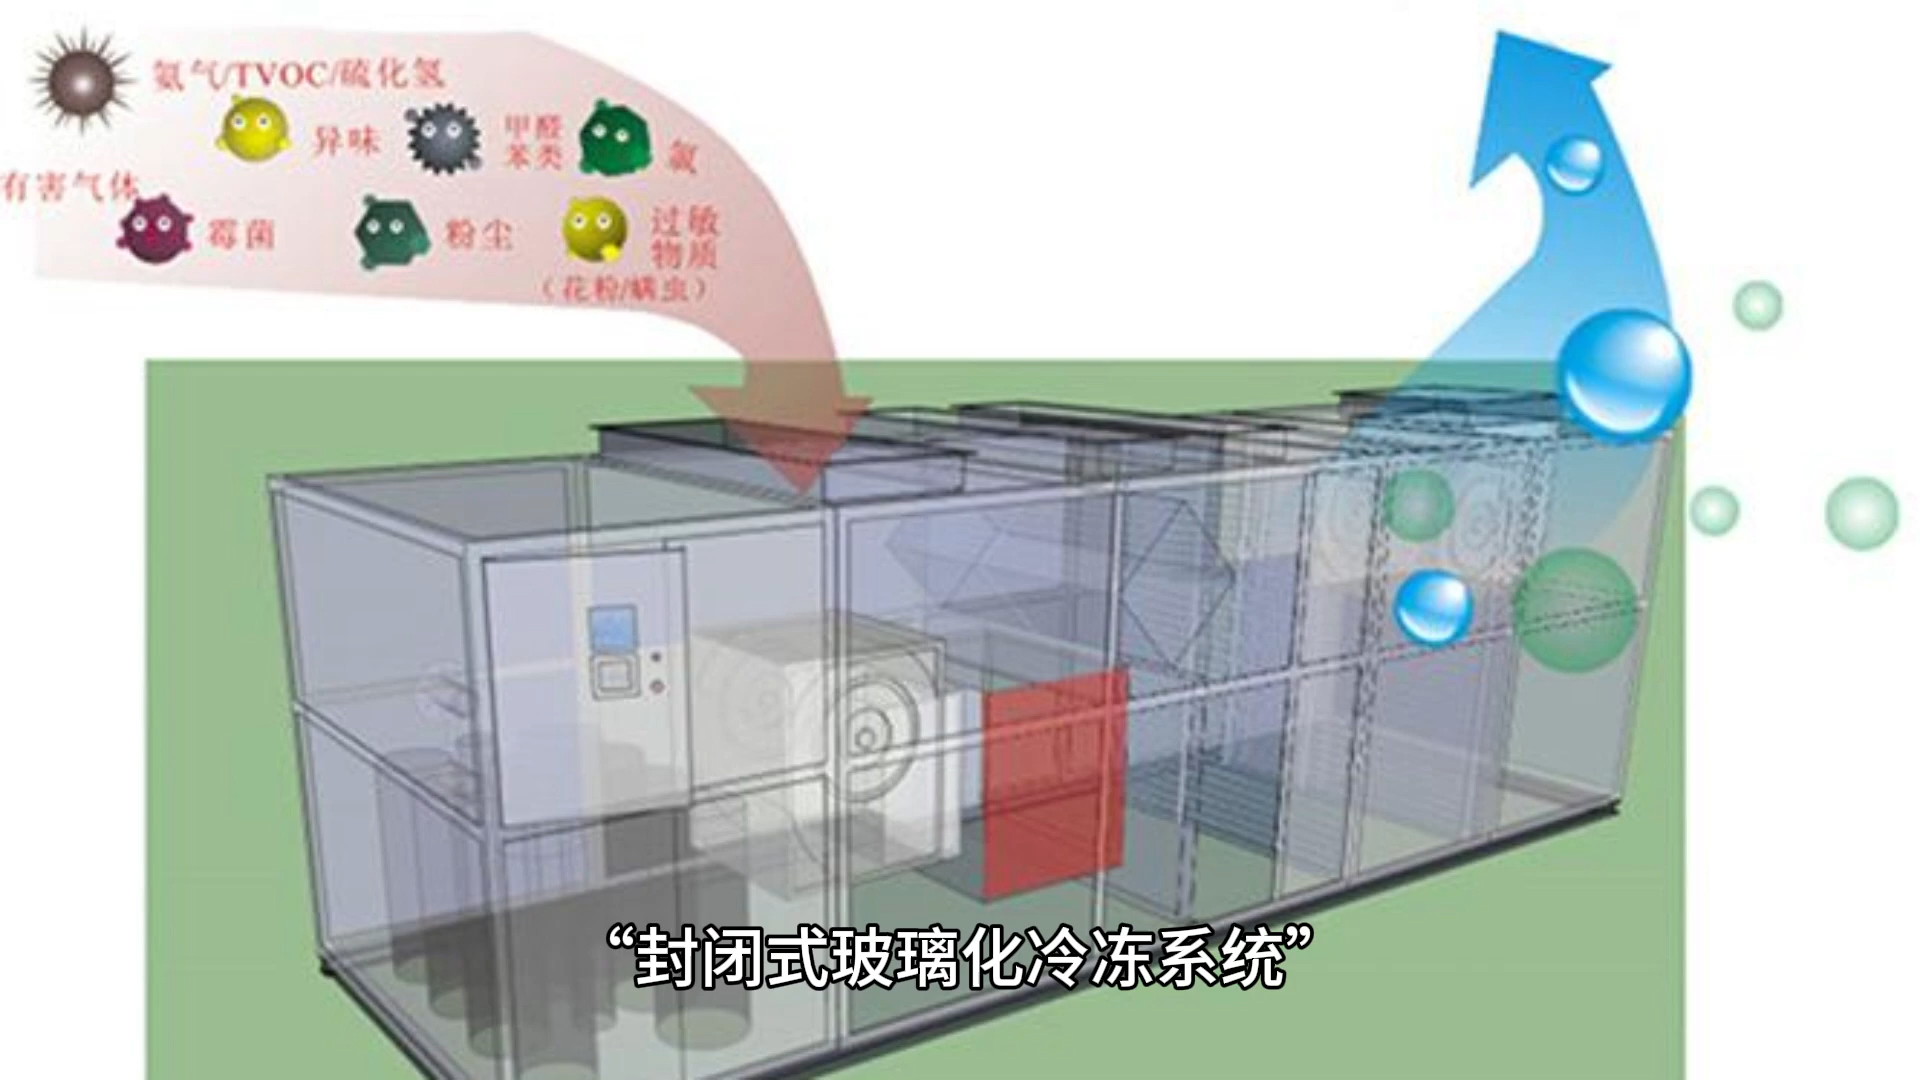 氨气/TVOC/硫化氢
异味
甲醛
苯类
氡
有害气体
霉菌
粉尘
过敏
物质
（花粉/螨虫）
“封闭式玻璃化冷冻系统”